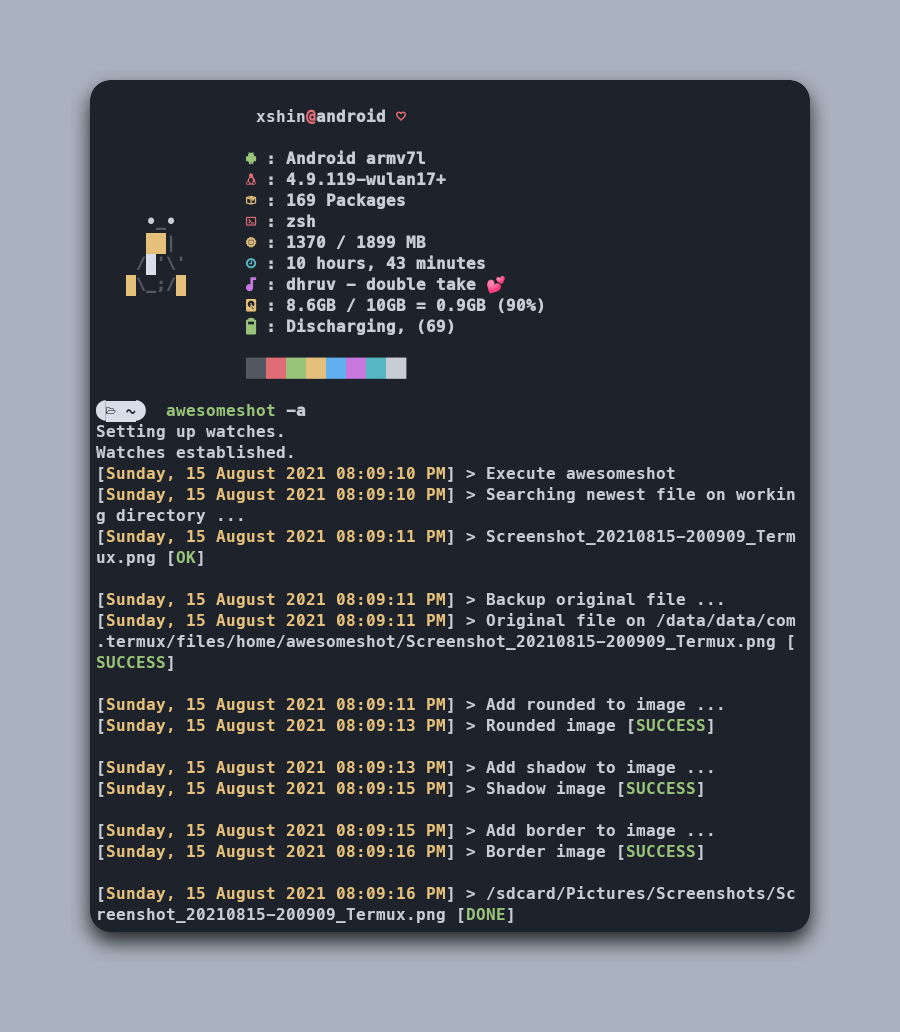 xshin@android ♡
: Android armv7l
: 4.9.119-wulan17+
: 169 Packages
: zsh
: 1370 / 1899 MB
: 10 hours, 43 minutes
: dhruv - double take 💕
: 8.6GB / 10GB = 0.9GB (90%)
: Discharging, (69)
~ awesomeshot -a
Setting up watches.
Watches established.
[Sunday, 15 August 2021 08:09:10 PM] > Execute awesomeshot
[Sunday, 15 August 2021 08:09:10 PM] > Searching newest file on workin
g directory ...
[Sunday, 15 August 2021 08:09:11 PM] > Screenshot_20210815-200909_Term
ux.png [OK]
[Sunday, 15 August 2021 08:09:11 PM] > Backup original file ...
[Sunday, 15 August 2021 08:09:11 PM] > Original file on /data/data/com
.termux/files/home/awesomeshot/Screenshot_20210815-200909_Termux.png [
SUCCESS]
[Sunday, 15 August 2021 08:09:11 PM] > Add rounded to image ...
[Sunday, 15 August 2021 08:09:13 PM] > Rounded image [SUCCESS]
[Sunday, 15 August 2021 08:09:13 PM] > Add shadow to image ...
[Sunday, 15 August 2021 08:09:15 PM] > Shadow image [SUCCESS]
[Sunday, 15 August 2021 08:09:15 PM] > Add border to image ...
[Sunday, 15 August 2021 08:09:16 PM] > Border image [SUCCESS]
[Sunday, 15 August 2021 08:09:16 PM] > /sdcard/Pictures/Screenshots/Sc
reenshot_20210815-200909_Termux.png [DONE]